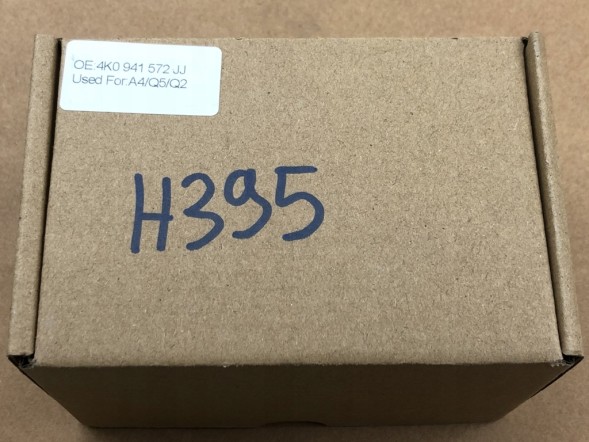 OE 4K0 941 572 JJ
Used For:A4/Q5/Q2
H395